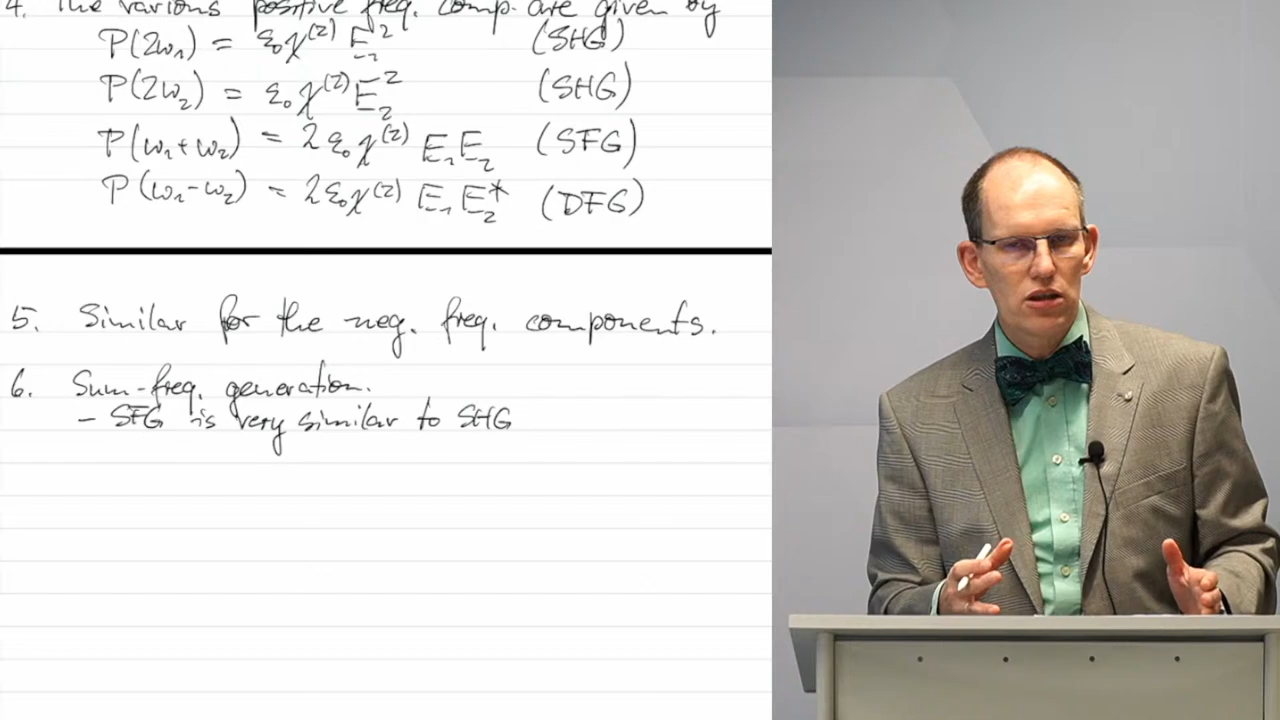 4. The various positive freq. comp. are given by
P(2ω₁) = ε₀χ⁽²⁾ E₁² (SHG)
P(2ω₂) = ε₀χ⁽²⁾ E₂² (SHG)
P(ω₁+ω₂) = 2ε₀χ⁽²⁾ E₁E₂ (SFG)
P(ω₁-ω₂) = 2ε₀χ⁽²⁾ E₁E₂* (DFG)
5. Similar for the neg. freq. components.
6. Sum-freq. generation.
- SFG is very similar to SHG